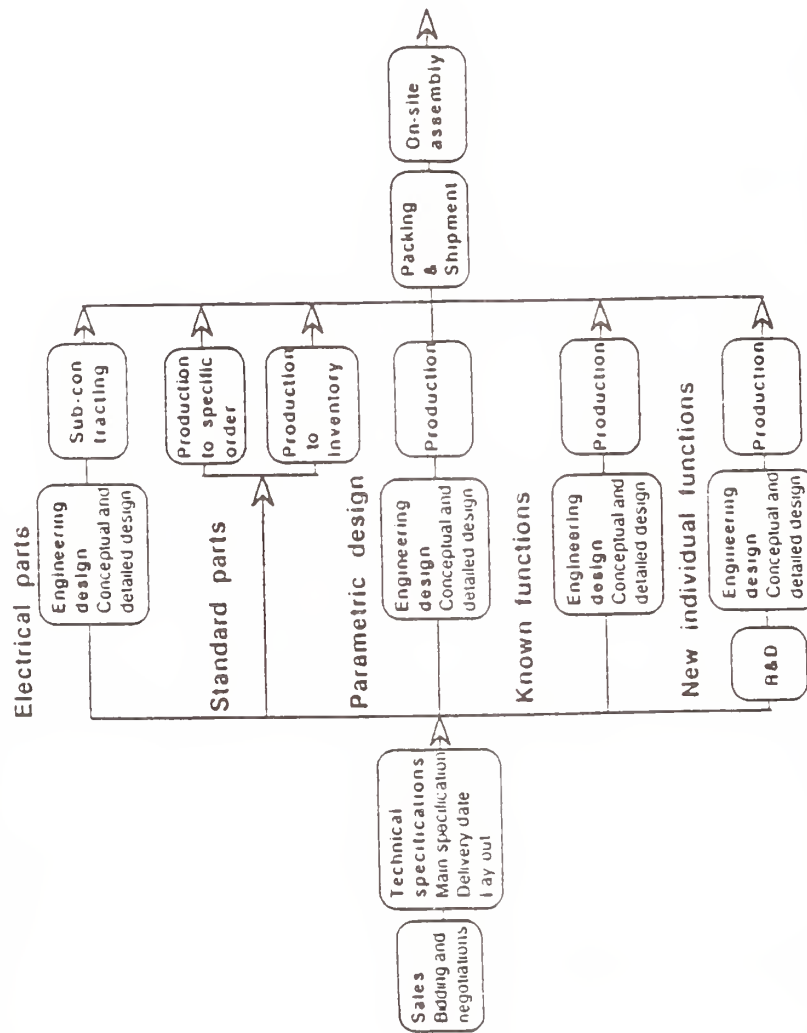 Sales
Bidding and
negotiations
Technical
specifications
Main specification
Delivery date
Lay out
Electrical parts
Engineering
design
Conceptual and
detailed design
Sub-con
tracting
Standard parts
Production
to specific
order
Production
to
Inventory
Parametric design
Engineering
design
Conceptual and
detailed design
Production
Known functions
Engineering
design
Conceptual and
detailed design
Production
New individual functions
R&D
Engineering
design
Conceptual and
detailed design
Production
Packing
&
Shipment
On-site
assembly